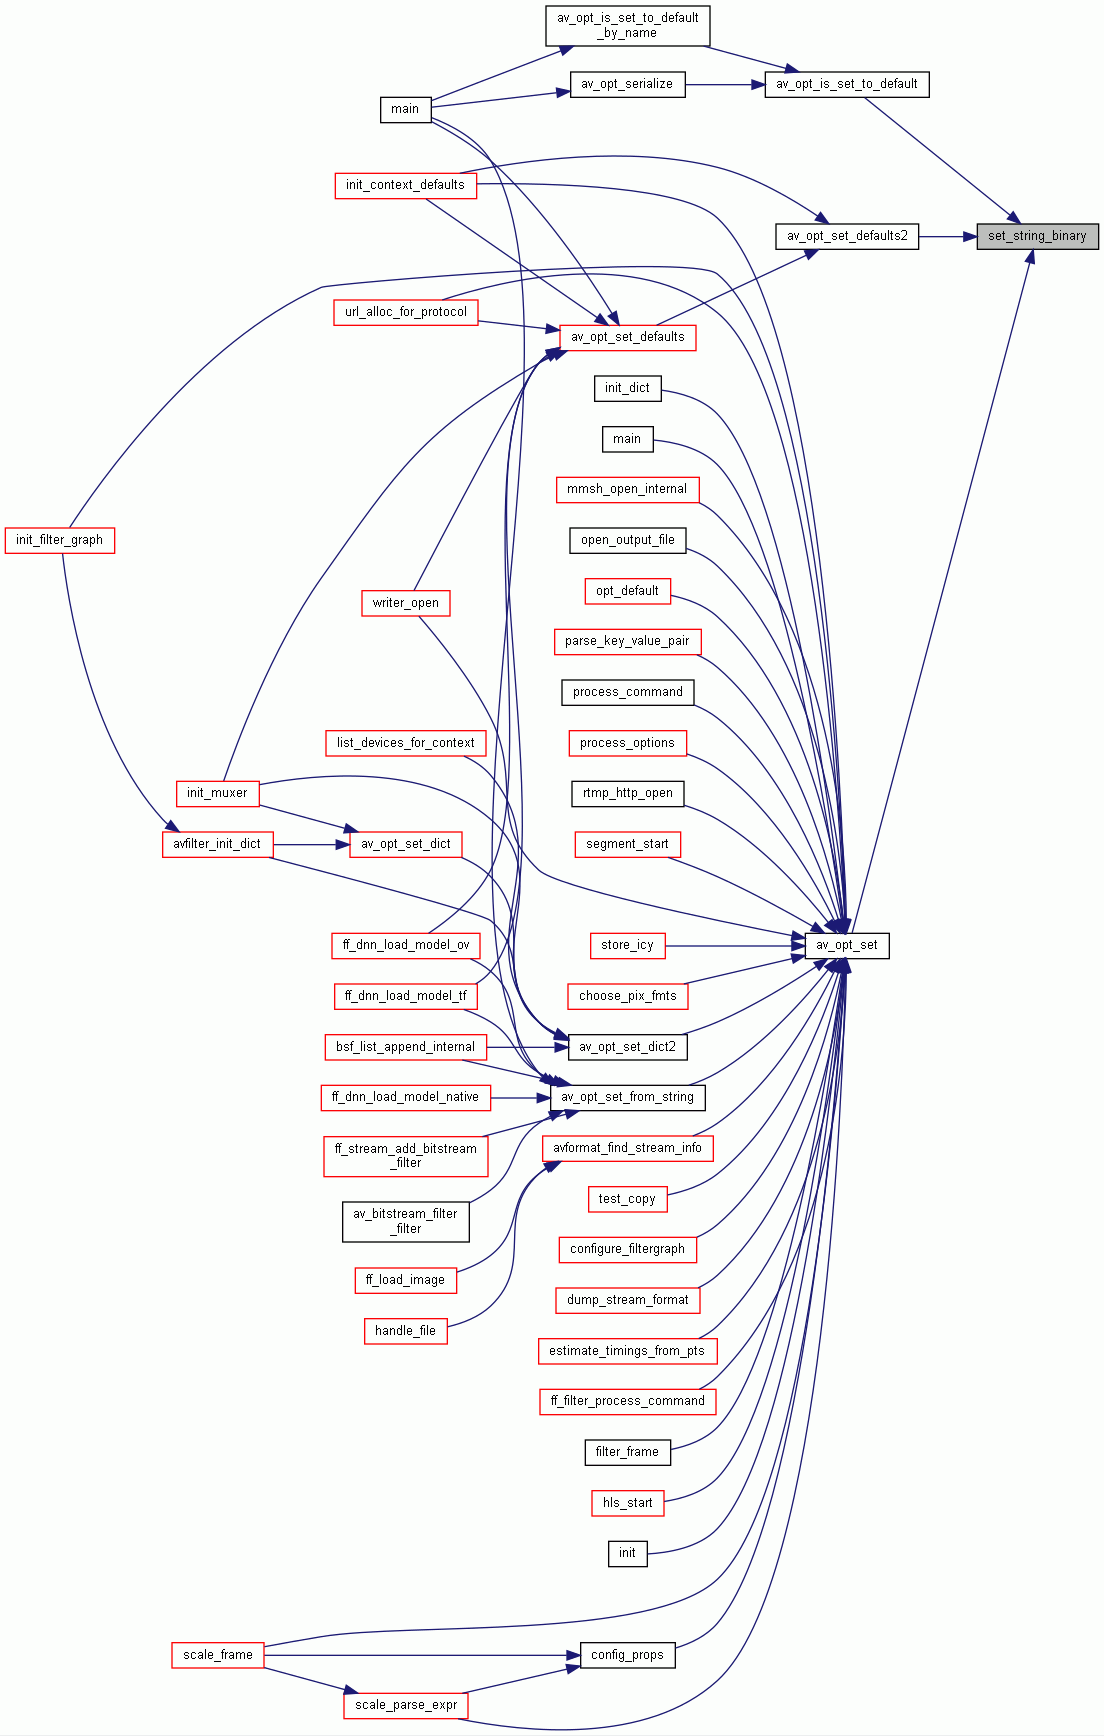 av_opt_is_set_to_default
_by_name
av_opt_serialize
av_opt_is_set_to_default
main
init_context_defaults
av_opt_set_defaults2
set_string_binary
url_alloc_for_protocol
av_opt_set_defaults
init_dict
main
mmsh_open_internal
init_filter_graph
open_output_file
opt_default
writer_open
parse_key_value_pair
process_command
list_devices_for_context
process_options
init_muxer
rtmp_http_open
avfilter_init_dict
av_opt_set_dict
segment_start
ff_dnn_load_model_ov
store_icy
av_opt_set
ff_dnn_load_model_tf
choose_pix_fmts
bsf_list_append_internal
av_opt_set_dict2
ff_dnn_load_model_native
av_opt_set_from_string
ff_stream_add_bitstream
_filter
avformat_find_stream_info
test_copy
av_bitstream_filter
_filter
configure_filtergraph
ff_load_image
dump_stream_format
handle_file
estimate_timings_from_pts
ff_filter_process_command
filter_frame
hls_start
init
scale_frame
config_props
scale_parse_expr